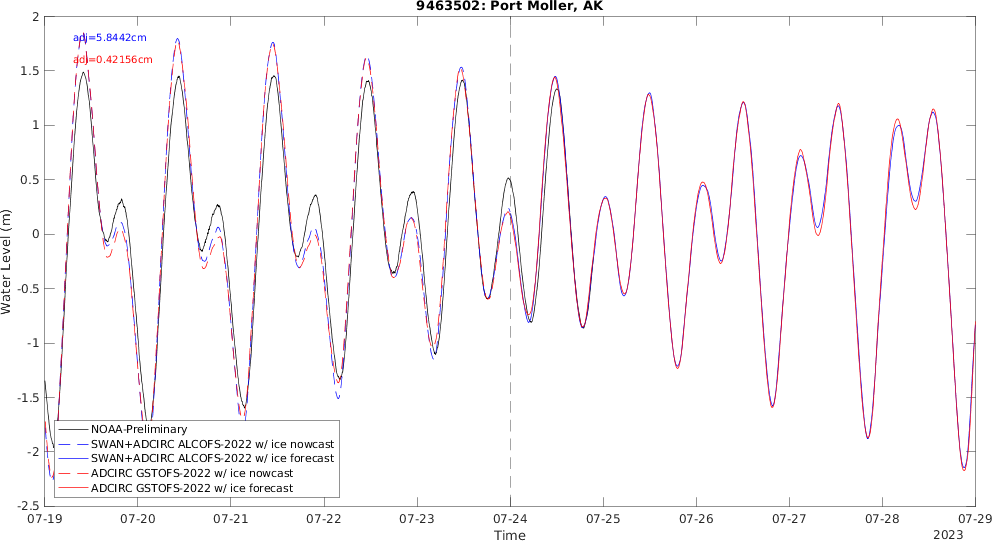 9463502: Port Moller, AK
adj=5.8442cm
adj=0.42156cm
Water Level (m)
2
1.5
1
0.5
0
-0.5
-1
-1.5
-2
-2.5
NOAA-Preliminary
SWAN+ADCIRC ALCOFS-2022 w/ ice nowcast
SWAN+ADCIRC ALCOFS-2022 w/ ice forecast
ADCIRC GSTOFS-2022 w/ ice nowcast
ADCIRC GSTOFS-2022 w/ ice forecast
07-19 07-20 07-21 07-22 07-23 07-24 07-25 07-26 07-27 07-28 07-29
Time
2023